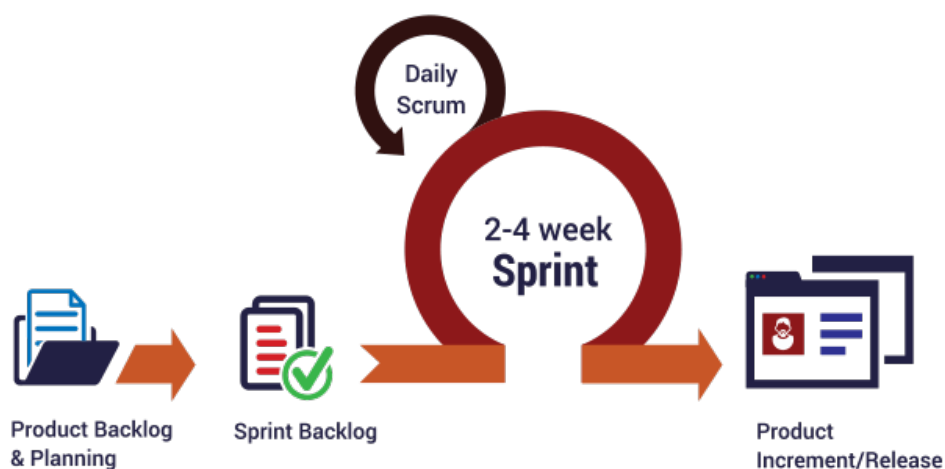 Daily
Scrum
2-4 week
Sprint
Product Backlog
& Planning
Sprint Backlog
Product
Increment/Release